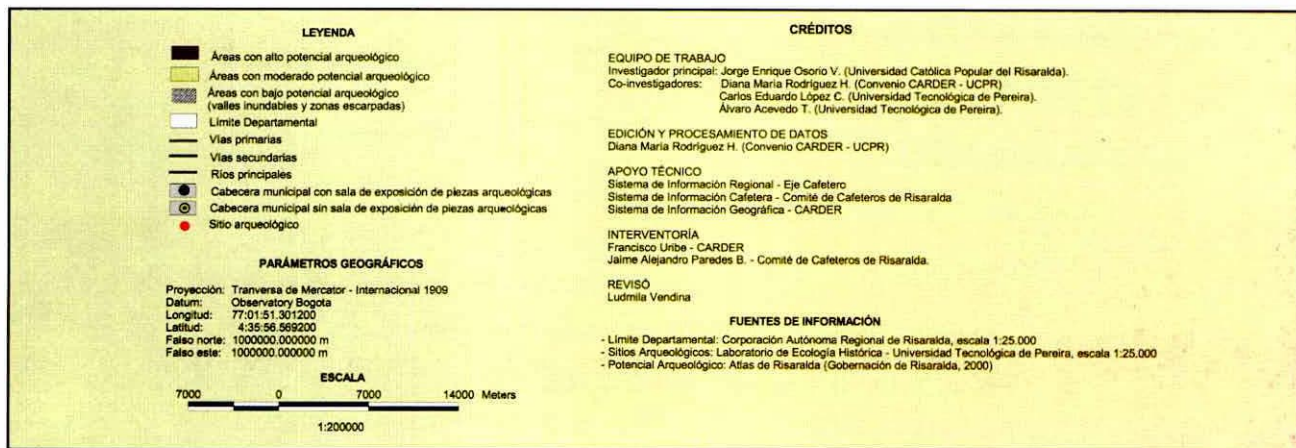 LEYENDA
Áreas con alto potencial arqueológico
Áreas con moderado potencial arqueológico
Áreas con bajo potencial arqueológico
(valles inundables y zonas escarpadas)
Limite Departamental
Vías primarias
Vías secundarias
Ríos principales
Cabecera municipal con sala de exposición de piezas arqueológicas
Cabecera municipal sin sala de exposición de piezas arqueológicas
Sitio arqueológico
PARÁMETROS GEOGRÁFICOS
Proyección: Tranversa de Mercator - Internacional 1909
Datum: Observatory Bogota
Longitud: 77:01:51.301200
Latitud: 4:35:56.569200
Falso norte: 1000000.000000 m
Falso este: 1000000.000000 m
ESCALA
7000 0 7000 14000 Meters
1:200000
CRÉDITOS
EQUIPO DE TRABAJO
Investigador principal: Jorge Enrique Osorio V. (Universidad Católica Popular del Risaralda).
Co-investigadores: Diana María Rodríguez H. (Convenio CARDER - UCPR)
Carlos Eduardo López C. (Universidad Tecnológica de Pereira).
Álvaro Acevedo T. (Universidad Tecnológica de Pereira).
EDICIÓN Y PROCESAMIENTO DE DATOS
Diana María Rodríguez H. (Convenio CARDER - UCPR)
APOYO TÉCNICO
Sistema de Información Regional - Eje Cafetero
Sistema de Información Cafetera - Comité de Cafeteros de Risaralda
Sistema de Información Geográfica - CARDER
INTERVENTORÍA
Francisco Uribe - CARDER
Jaime Alejandro Paredes B. - Comité de Cafeteros de Risaralda.
REVISÓ
Ludmila Vendina
FUENTES DE INFORMACIÓN
- Límite Departamental: Corporación Autónoma Regional de Risaralda, escala 1:25.000
- Sitios Arqueológicos: Laboratorio de Ecología Histórica - Universidad Tecnológica de Pereira, escala 1:25.000
- Potencial Arqueológico: Atlas de Risaralda (Gobernación de Risaralda, 2000)